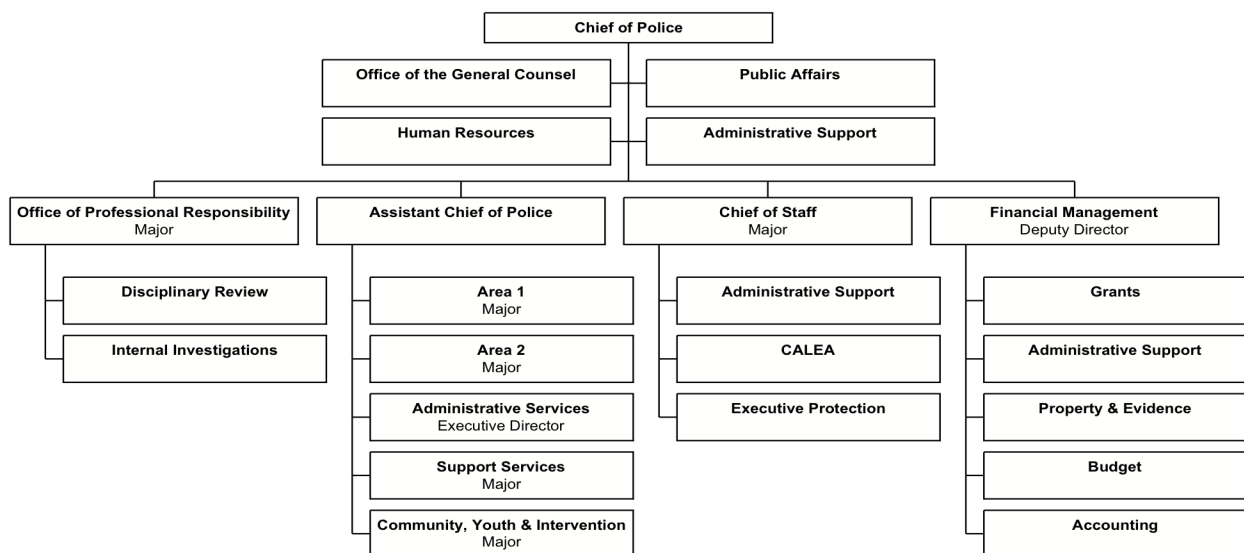 Chief of Police
Office of the General Counsel
Public Affairs
Human Resources
Administrative Support
Office of Professional Responsibility
Major
Assistant Chief of Police
Chief of Staff
Major
Financial Management
Deputy Director
Disciplinary Review
Internal Investigations
Area 1
Major
Area 2
Major
Administrative Services
Executive Director
Support Services
Major
Community, Youth & Intervention
Major
Administrative Support
CALEA
Executive Protection
Grants
Administrative Support
Property & Evidence
Budget
Accounting